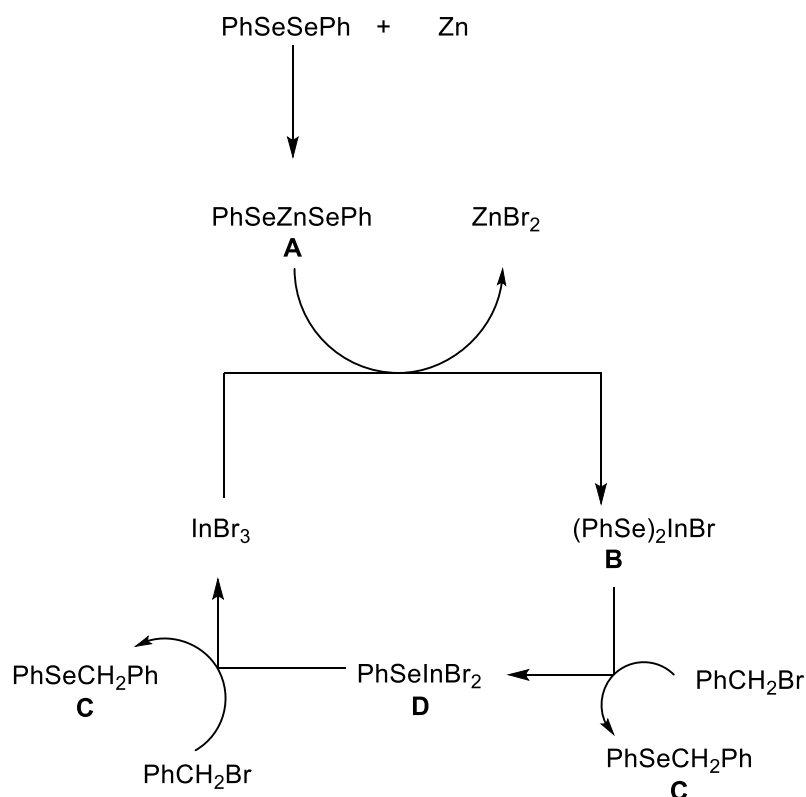 PhSeSePh + Zn
PhSeZnSePh ZnBr₂
A
InBr₃ (PhSe)₂InBr
B
PhSeCH₂Ph PhSeInBr₂ PhCH₂Br
C D
PhCH₂Br PhSeCH₂Ph
C